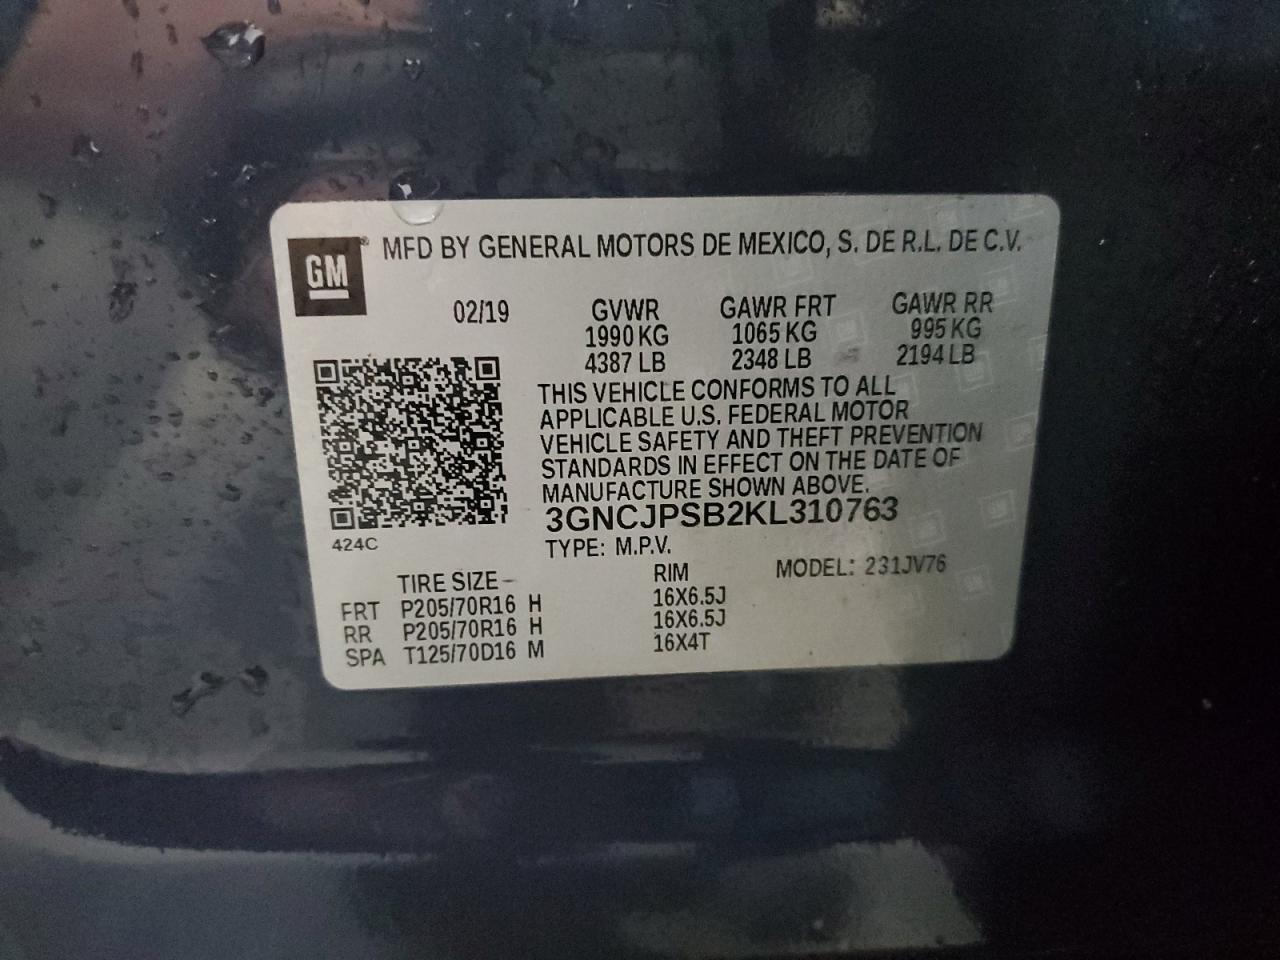 GM ® MFD BY GENERAL MOTORS DE MEXICO, S. DE R.L. DE C.V.
02/19 GVWR GAWR FRT GAWR RR
1990 KG 1065 KG 995 KG
4387 LB 2348 LB 2194 LB
THIS VEHICLE CONFORMS TO ALL
APPLICABLE U.S. FEDERAL MOTOR
VEHICLE SAFETY AND THEFT PREVENTION
STANDARDS IN EFFECT ON THE DATE OF
MANUFACTURE SHOWN ABOVE.
3GNCJPSB2KL310763
424C
TYPE: M.P.V.
MODEL: 231JV76
TIRE SIZE- RIM
FRT P205/70R16 H 16X6.5J
RR P205/70R16 H 16X6.5J
SPA T125/70D16 M 16X4T